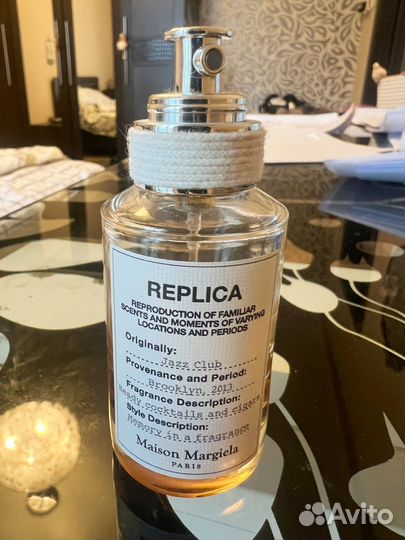 REPLICA
REPRODUCTION OF FAMILIAR
SCENTS AND MOMENTS OF VARYING
LOCATIONS AND PERIODS
Originally:
Jazz Club
Provenance and Period:
Brooklyn, 2013
Fragrance Description:
Heady cocktails and cigars
Style Description:
Memory in a fragrance
Maison Margiela
PARIS
Avito